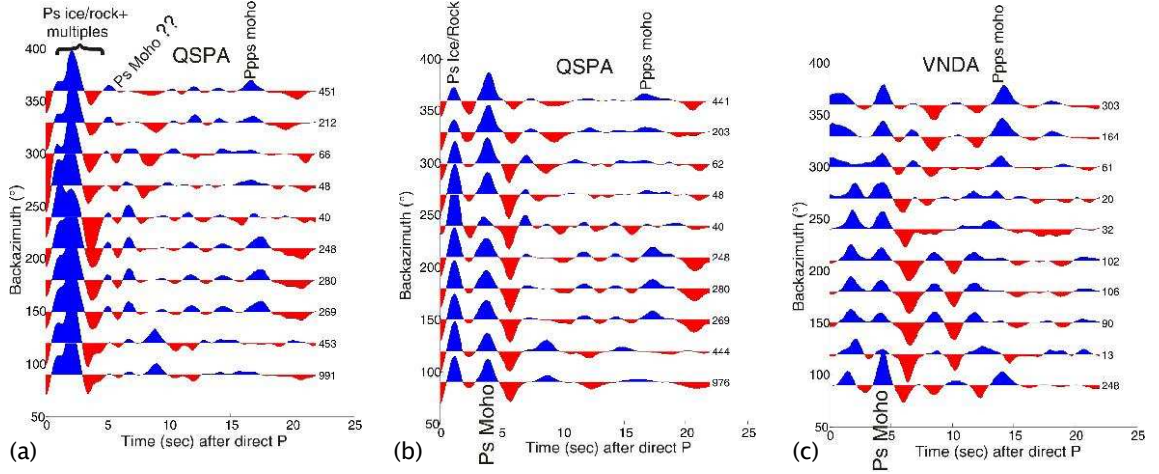 Ps ice/rock+
multiples
Ps Moho ??
QSPA
Ppps moho
400
350
300
250
200
150
100
50
451
212
66
48
40
248
280
269
453
991
Backazimuth (°)
0 5 10 15 20 25
Time (sec) after direct P
(a)
Ps Ice/Rock
QSPA
Ppps moho
400
350
300
250
200
150
100
50
441
203
62
48
40
248
280
269
444
976
Backazimuth (°)
0 5 10 15 20 25
Time (sec) after direct P
Ps Moho
(b)
VNDA
Ppps moho
400
350
300
250
200
150
100
50
303
164
61
20
32
102
106
90
13
248
Backazimuth (°)
0 5 10 15 20 25
Time (sec) after direct P
Ps Moho
(c)